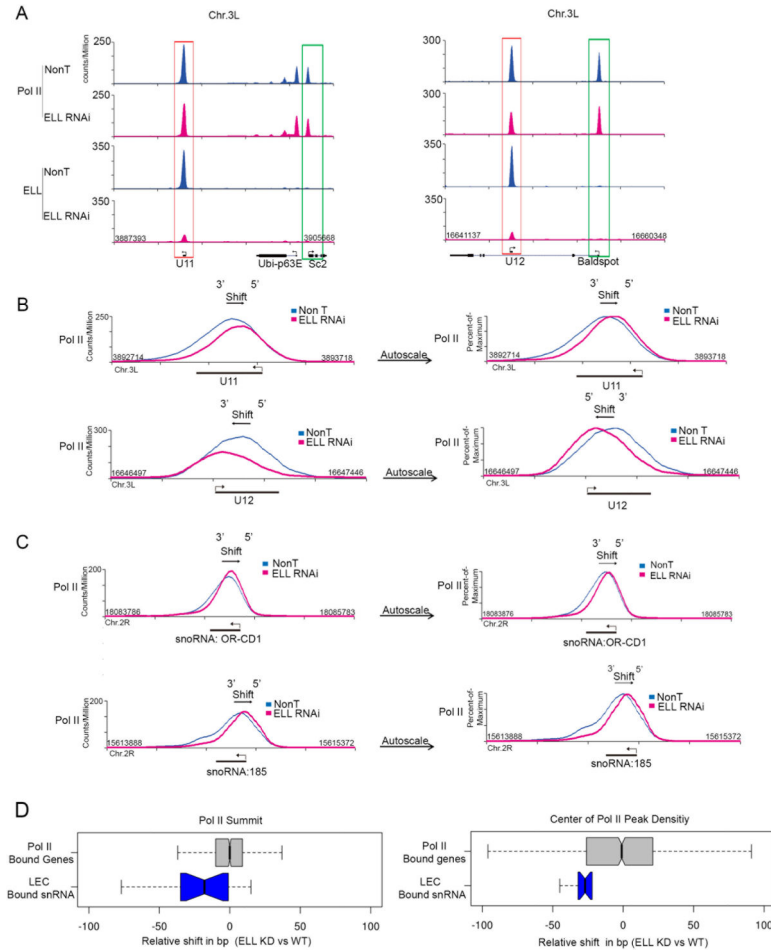 A
Chr.3L
Chr.3L
counts/Million
250
300
Pol II
NonT
250
300
ELL RNAi
350
350
ELL
NonT
350
350
ELL RNAi
3887393
3905668
16641137
16660348
U11
Ubi-p63E
Sc2
U12
Baldspot
B
3' 5'
Shift
Non T
ELL RNAi
Pol II
Counts/Million
250
3892714
3893718
Chr.3L
U11
Autoscale
3' 5'
Shift
Non T
ELL RNAi
Pol II
Percent-of-Maximum
3892714
3893718
Chr.3L
U11
3' 5'
Shift
NonT
ELL RNAi
Pol II
Counts/Million
300
16646497
16647446
Chr.3L
U12
Autoscale
5' 3'
Shift
NonT
ELL RNAi
Pol II
Percent-of-Maximum
16646497
16647446
Chr.3L
U12
C
3' 5'
Shift
NonT
ELL RNAi
Pol II
Counts/Million
200
18083786
18085783
Chr.2R
snoRNA: OR-CD1
Autoscale
3' 5'
Shift
NonT
ELL RNAi
Pol II
Percent-of-Maximum
18083876
18085783
Chr.2R
snoRNA: OR-CD1
3' 5'
Shift
NonT
ELL RNAi
Pol II
Counts/Million
200
15613888
15615372
Chr.2R
snoRNA:185
Autoscale
3' 5'
Shift
NonT
ELL RNAi
Pol II
Percent-of-Maximum
15613888
15615372
Chr.2R
snoRNA:185
D
Pol II Summit
Pol II
Bound Genes
LEC
Bound snRNA
-100 -50 0 50 100
Relative shift in bp (ELL KD vs WT)
Center of Pol II Peak Densitiy
Pol II
Bound genes
LEC
Bound snRNA
-100 -50 0 50 100
Relative shift in bp (ELL KD vs WT)